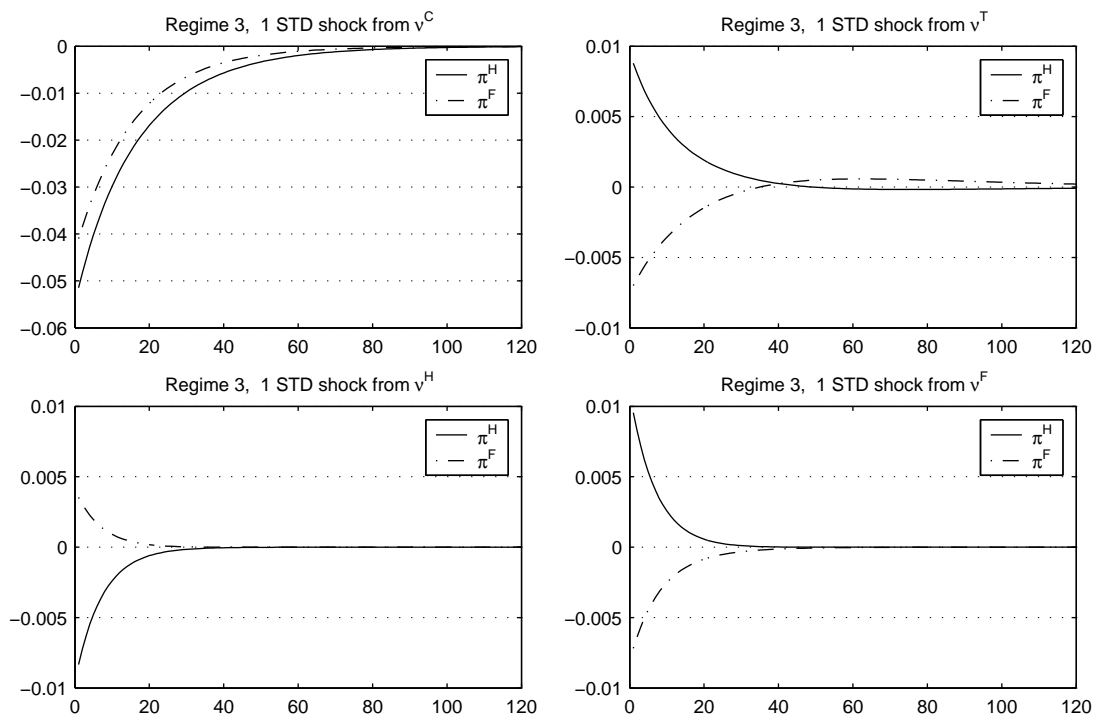 Regime 3, 1 STD shock from ν^C
0
−0.01
−0.02
−0.03
−0.04
−0.05
−0.06
0 20 40 60 80 100 120
π^H
π^F
Regime 3, 1 STD shock from ν^T
0.01
0.005
0
−0.005
−0.01
0 20 40 60 80 100 120
π^H
π^F
Regime 3, 1 STD shock from ν^H
0.01
0.005
0
−0.005
−0.01
0 20 40 60 80 100 120
π^H
π^F
Regime 3, 1 STD shock from ν^F
0.01
0.005
0
−0.005
−0.01
0 20 40 60 80 100 120
π^H
π^F